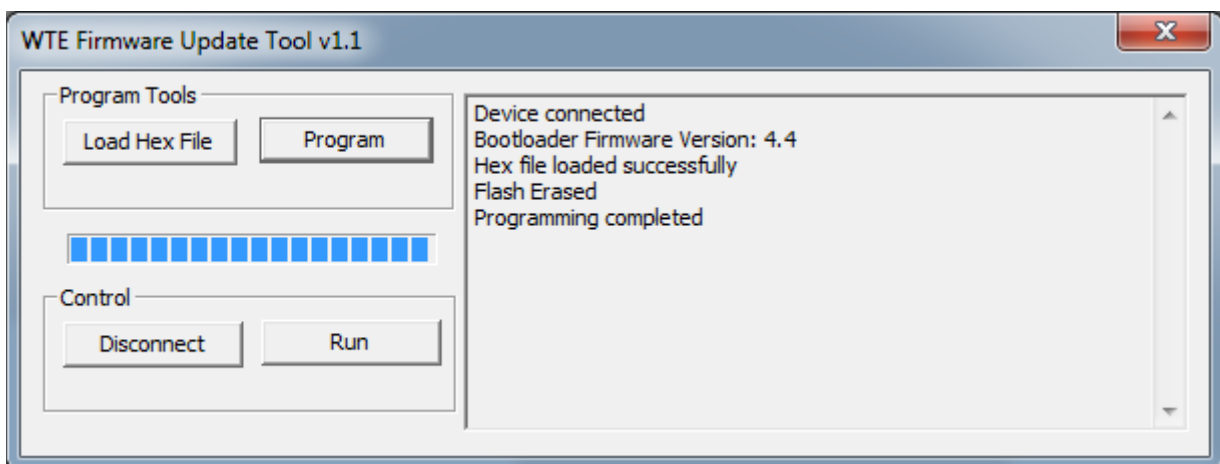 WTE Firmware Update Tool v1.1
Program Tools
Load Hex File
Program
Control
Disconnect
Run
Device connected
Bootloader Firmware Version: 4.4
Hex file loaded successfully
Flash Erased
Programming completed